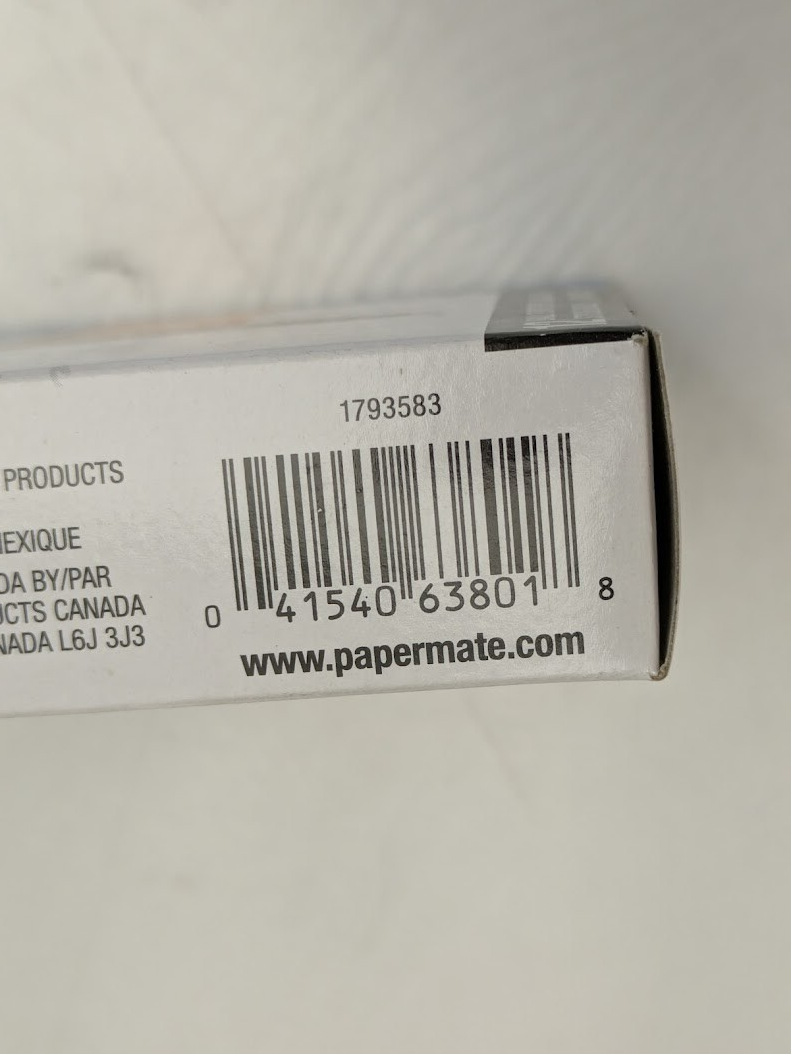 1793583
PRODUCTS
EXIQUE
DA BY/PAR
CTS CANADA
NADA L6J 3J3
0 41540 63801 8
www.papermate.com